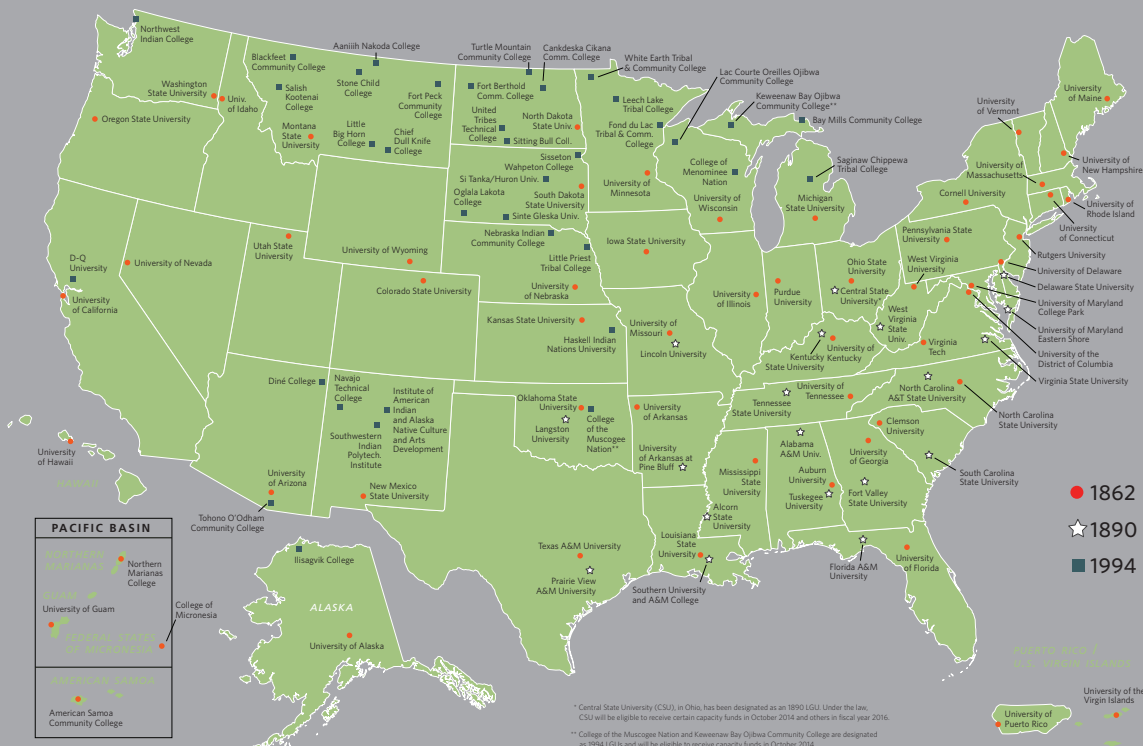 Northwest
Indian College
Washington
State University
Univ.
of Idaho
Oregon State University
Blackfeet
Community College
Salish
Kootenai
College
Aaniiih Nakoda College
Stone Child
College
Fort Peck
Community
College
Montana
State
University
Little
Big Horn
College
Chief
Dull Knife
College
Turtle Mountain
Community College
Cankdeska Cikana
Comm. College
Fort Berthold
Comm. College
United
Tribes
Technical
College
North Dakota
State Univ.
Sitting Bull Coll.
Sisseton
Wahpeton College
Si Tanka/Huron Univ.
Oglala Lakota
College
South Dakota
State University
Sinte Gleska Univ.
White Earth Tribal
& Community College
Leech Lake
Tribal College
Fond du Lac
Tribal & Comm.
College
University of
Minnesota
Lac Courte Oreilles Ojibwa
Community College
Keweenaw Bay Ojibwa
Community College**
Bay Mills Community College
College of
Menominee
Nation
University of
Wisconsin
Saginaw Chippewa
Tribal College
Michigan
State University
University
of Vermont
University
of Maine
University of
New Hampshire
University of
Massachusetts
Cornell University
University of
Rhode Island
University
of Connecticut
Pennsylvania State
University
Rutgers University
University of Delaware
Delaware State University
University of Maryland
College Park
University of Maryland
Eastern Shore
University of the
District of Columbia
Virginia State University
West Virginia
University
Ohio State
University
Central State
University*
West
Virginia
State
Univ.
Virginia
Tech
Purdue
University
University
of Illinois
Iowa State University
Nebraska Indian
Community College
Little Priest
Tribal College
University
of Nebraska
University of Wyoming
Colorado State University
Utah State
University
University of Nevada
D-Q
University
University
of California
Kansas State University
Haskell Indian
Nations University
University of
Missouri
Lincoln University
Kentucky
State University
University of
Kentucky
Tennessee
State University
University of
Tennessee
North Carolina
A&T State University
North Carolina
State University
Clemson
University
South Carolina
State University
University
of Georgia
Fort Valley
State University
Alabama
A&M Univ.
Auburn
University
Tuskegee
University
Mississippi
State
University
Alcorn
State
University
University
of Arkansas
University
of Arkansas at
Pine Bluff
Oklahoma State
University
Langston
University
College
of the
Muscogee
Nation**
Diné College
Navajo
Technical
College
Institute of
American
Indian
and Alaska
Native Culture
and Arts
Development
Southwestern
Indian
Polytech.
Institute
New Mexico
State University
University
of Arizona
Tohono O'Odham
Community College
Texas A&M University
Prairie View
A&M University
Louisiana
State
University
Southern University
and A&M College
Florida A&M
University
University
of Florida
University
of Hawaii
HAWAII
1862
1890
1994
PACIFIC BASIN
NORTHERN
MARIANAS
Northern
Marianas
College
GUAM
University of Guam
College of
Micronesia
FEDERAL STATES
OF MICRONESIA
AMERICAN SAMOA
American Samoa
Community College
Ilisagvik College
ALASKA
University of Alaska
PUERTO RICO /
U.S. VIRGIN ISLANDS
University of
Puerto Rico
University of the
Virgin Islands
* Central State University (CSU), in Ohio, has been designated as an 1890 LGU. Under the law,
CSU will be eligible to receive certain capacity funds in October 2014 and others in fiscal year 2016.
** College of the Muscogee Nation and Keweenaw Bay Ojibwa Community College are designated
as 1994 LGUs and will be eligible to receive capacity funds in October 2014.